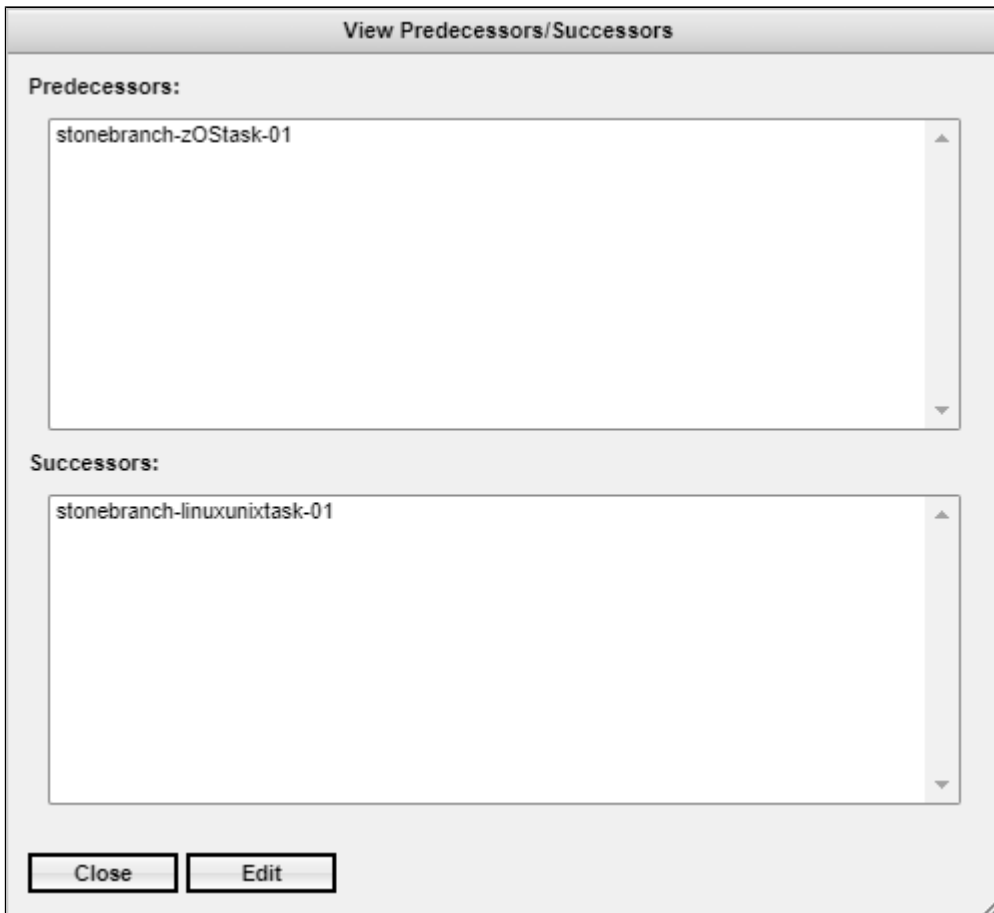 View Predecessors/Successors
Predecessors:
stonebranch-zOStask-01
Successors:
stonebranch-linuxunixtask-01
Close
Edit